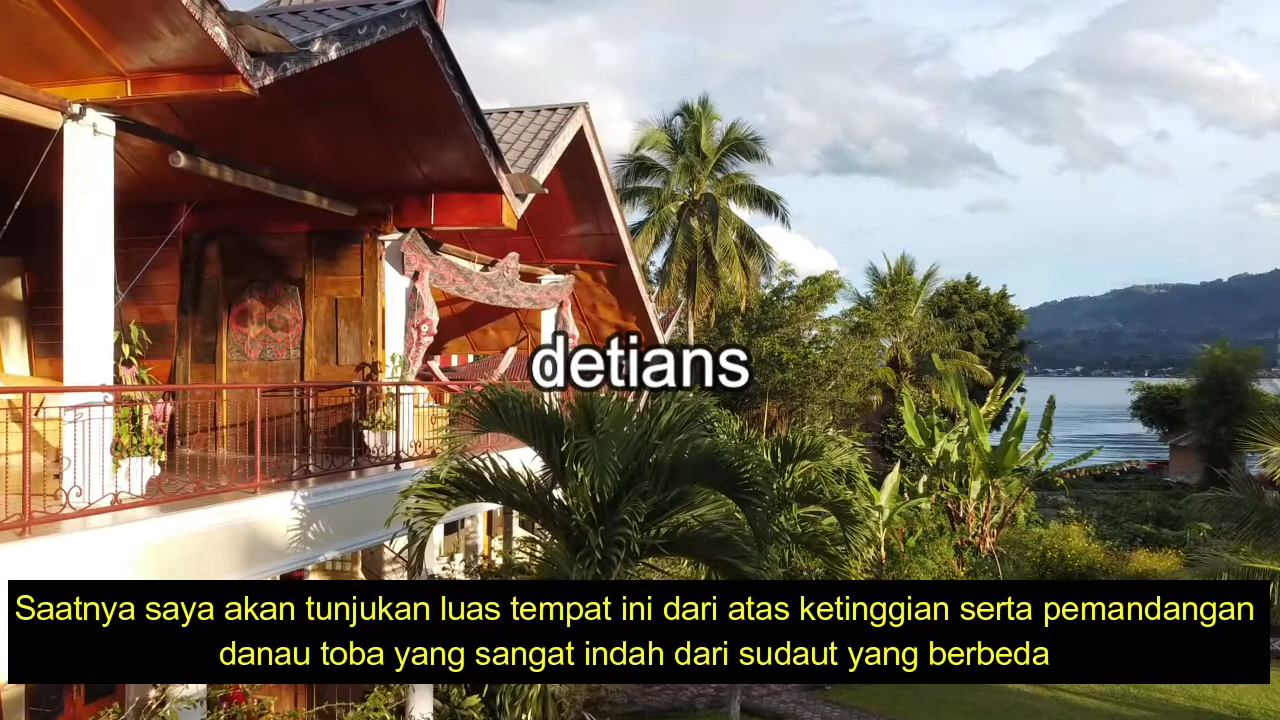 detians
Saatnya saya akan tunjukan luas tempat ini dari atas ketinggian serta pemandangan
danau toba yang sangat indah dari sudaut yang berbeda